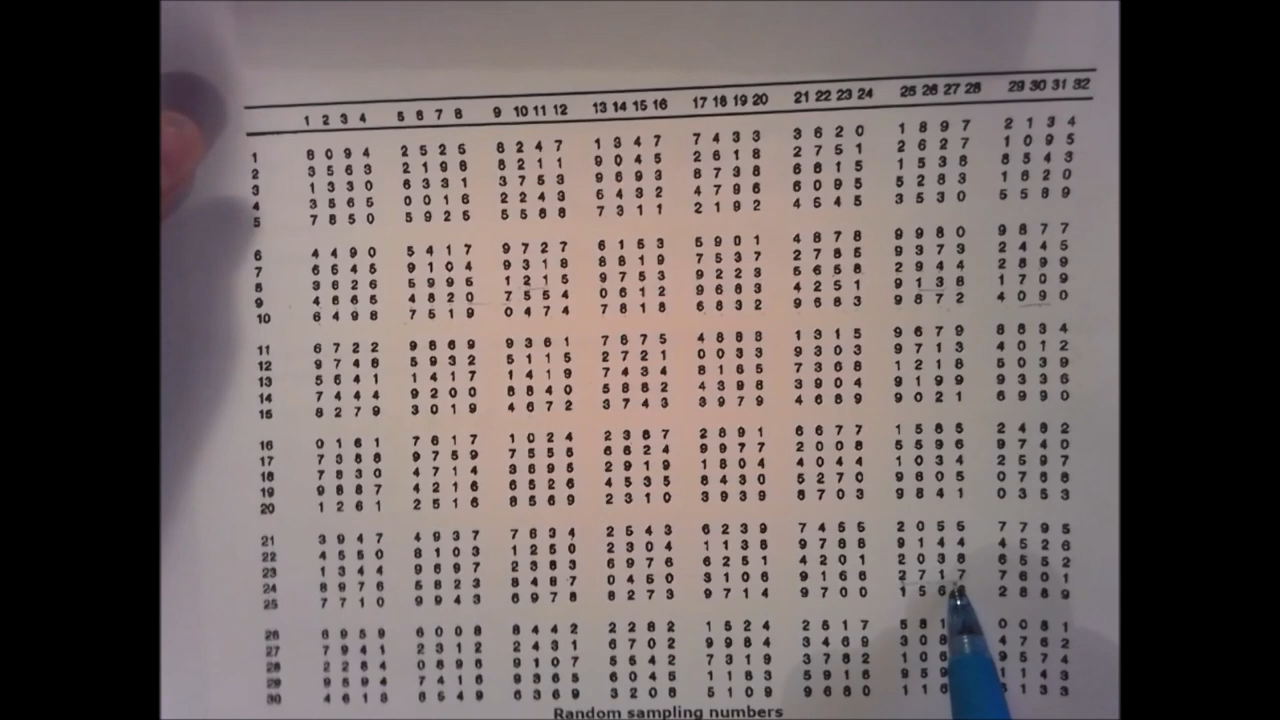 1 2 3 4 5 6 7 8 9 10 11 12 13 14 15 16 17 18 19 20 21 22 23 24 25 26 27 28 29 30 31 32
1 8 0 9 4 2 5 2 5 8 2 4 7 1 3 4 7 7 4 3 3 3 6 2 0 1 8 9 7 2 1 3 4
2 3 5 6 3 2 1 9 8 8 2 1 1 9 0 4 5 2 6 1 8 2 7 5 1 2 6 2 7 1 0 9 5
3 1 3 3 0 6 3 3 1 3 7 5 3 9 6 9 3 8 7 3 8 6 8 1 5 1 5 3 8 8 5 4 3
4 3 5 6 5 0 0 1 6 2 2 4 3 6 4 3 2 4 7 9 6 6 0 9 5 5 2 8 3 1 6 2 0
5 7 8 5 0 5 9 2 5 5 5 8 8 7 3 1 1 2 1 9 2 4 5 4 5 3 5 3 0 5 5 8 9
6 4 4 9 0 5 4 1 7 9 7 2 7 6 1 5 3 5 9 0 1 4 8 7 8 9 9 8 0 9 8 7 7
7 6 6 4 5 9 1 0 4 9 3 1 8 8 8 1 9 7 5 3 7 2 7 8 5 9 3 7 3 2 4 4 5
8 3 6 2 6 5 9 9 5 1 2 1 5 9 7 5 3 9 2 2 3 5 6 5 8 2 9 4 4 2 8 9 9
9 4 6 6 5 4 8 2 0 7 5 5 4 0 6 1 2 9 6 6 3 4 2 5 1 9 1 3 8 1 7 0 9
10 6 4 9 8 7 5 1 9 0 4 7 4 7 8 1 8 6 8 3 2 9 6 8 3 9 8 7 2 4 0 9 0
11 6 7 2 2 9 8 6 9 9 3 6 1 7 8 7 5 4 8 8 8 1 3 1 5 9 6 7 9 8 6 3 4
12 9 7 4 8 5 9 3 2 5 1 1 5 2 7 2 1 0 0 3 3 9 3 0 3 9 7 1 3 4 0 1 2
13 5 6 4 1 1 4 1 7 1 4 1 9 7 4 3 4 8 1 6 5 7 3 6 8 1 2 1 8 5 0 3 9
14 7 4 4 4 9 2 0 0 8 8 4 0 5 8 8 2 4 3 9 8 3 9 0 4 9 1 9 9 9 3 3 6
15 8 2 7 9 3 0 1 9 4 6 7 2 3 7 4 3 3 9 7 9 4 6 8 9 9 0 2 1 6 9 9 0
16 0 1 6 1 7 6 1 7 1 0 2 4 2 3 8 7 2 8 9 1 6 6 7 7 1 5 8 5 2 4 8 2
17 7 3 8 8 9 7 5 9 7 5 5 6 6 6 2 4 9 9 7 7 2 0 0 8 5 5 9 6 9 7 4 0
18 7 8 3 0 4 7 1 4 3 8 9 5 2 9 1 9 1 8 0 4 4 0 4 4 1 0 3 4 2 5 9 7
19 9 8 8 7 4 2 1 6 6 5 2 6 4 5 3 5 8 4 3 0 5 2 7 0 9 6 0 5 0 7 8 8
20 1 2 6 1 2 5 1 6 8 5 6 9 2 3 1 0 3 9 3 9 8 7 0 3 9 8 4 1 0 3 5 3
21 3 9 4 7 4 9 3 7 7 8 3 4 2 5 4 3 6 2 3 9 7 4 5 5 2 0 5 5 7 7 9 5
22 4 5 5 0 8 1 0 3 1 2 5 0 2 3 0 4 1 1 3 8 9 7 8 8 9 1 4 4 4 5 2 8
23 1 3 4 4 9 6 9 7 2 3 8 3 6 9 7 6 6 2 5 1 4 2 0 1 2 0 3 8 6 5 5 2
24 8 9 7 6 5 8 2 3 8 4 8 7 0 4 5 0 3 1 0 6 9 1 6 6 2 7 1 7 7 6 0 1
25 7 7 1 0 9 9 4 3 6 9 7 8 8 2 7 3 9 7 1 4 9 7 0 0 1 5 6 2 8 8 9
26 6 9 5 9 6 0 0 8 8 4 4 2 2 2 8 2 1 5 2 4 2 6 1 7 5 8 1 0 0 8 1
27 7 9 4 1 2 3 1 2 2 4 3 1 6 7 0 2 9 9 8 4 3 4 6 9 3 0 8 4 7 6 2
28 2 2 8 4 0 8 9 6 9 1 0 7 5 5 4 2 7 3 1 9 3 7 8 2 1 0 6 9 5 7 4
29 9 5 9 4 7 4 1 6 9 3 6 5 6 0 4 5 1 1 8 3 5 9 1 6 9 5 9 1 1 4 3
30 4 6 1 8 8 5 4 9 6 3 6 9 3 2 0 8 5 1 0 9 9 6 8 0 1 1 6 1 3 3
Random sampling numbers